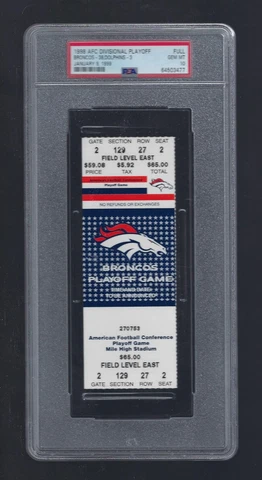 1998 AFC DIVISIONAL PLAYOFF FULL
GEM MT
JANUARY 9, 1999 PSA 10
GATE SECTION ROW SEAT
2 129 27 2
FIELD LEVEL EAST
$59.08 $5.92 $65.00
PRICE TAX TOTAL
Playoff Game
NO REFUNDS OR EXCHANGES
BRONCOS
PLAYOFF GAME
270753
American Football Conference
Playoff Game
Mile High Stadium
$65.00
FIELD LEVEL EAST
2 129 27 2
GATE SECTION ROW SEAT